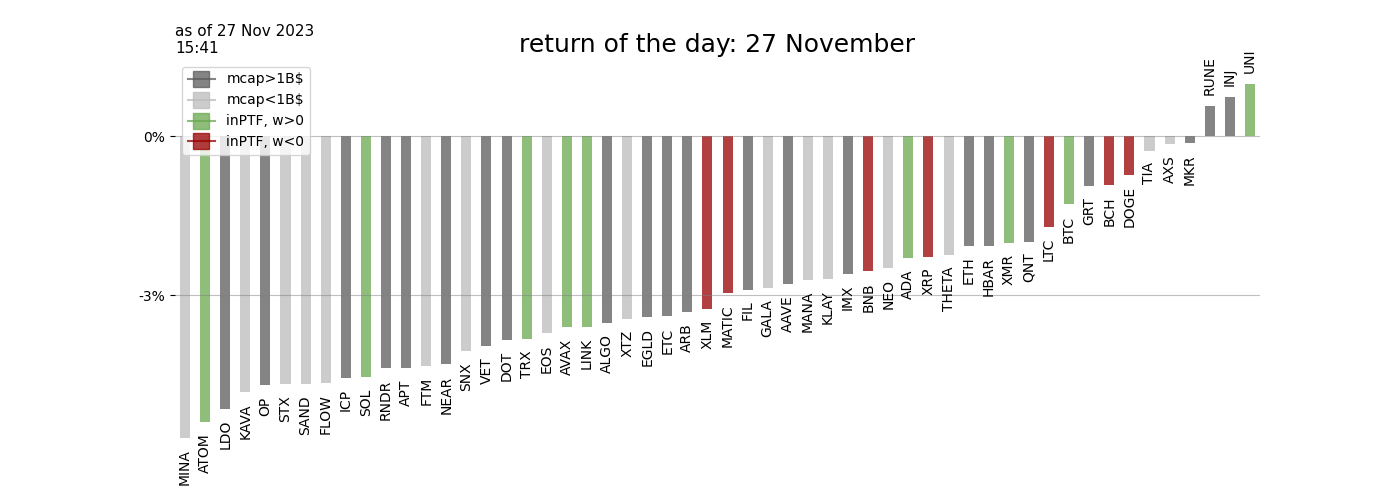 as of 27 Nov 2023
15:41
return of the day: 27 November
mcap>1B$
mcap<1B$
inPTF, w>0
inPTF, w<0
0%
-3%
MINA
ATOM
LDO
KAVA
OP
STX
SAND
FLOW
ICP
SOL
RNDR
APT
FTM
NEAR
SNX
VET
DOT
TRX
EOS
AVAX
LINK
ALGO
XTZ
EGLD
ETC
ARB
XLM
MATIC
FIL
GALA
AAVE
MANA
KLAY
IMX
BNB
NEO
ADA
XRP
THETA
ETH
HBAR
XMR
QNT
LTC
BTC
GRT
BCH
DOGE
TIA
AXS
MKR
RUNE
INJ
UNI